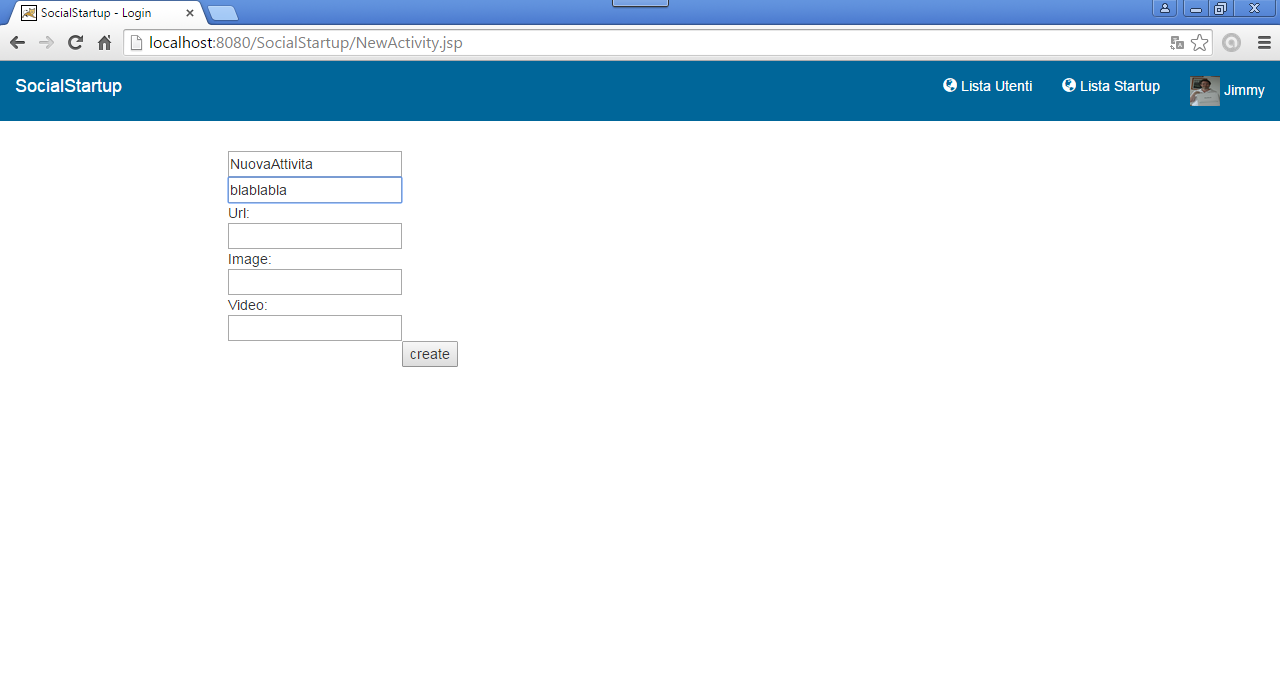 SocialStartup - Login
localhost:8080/SocialStartup/NewActivity.jsp
SocialStartup
Lista Utenti
Lista Startup
Jimmy
NuovaAttivita
blablabla
Url:
Image:
Video:
create